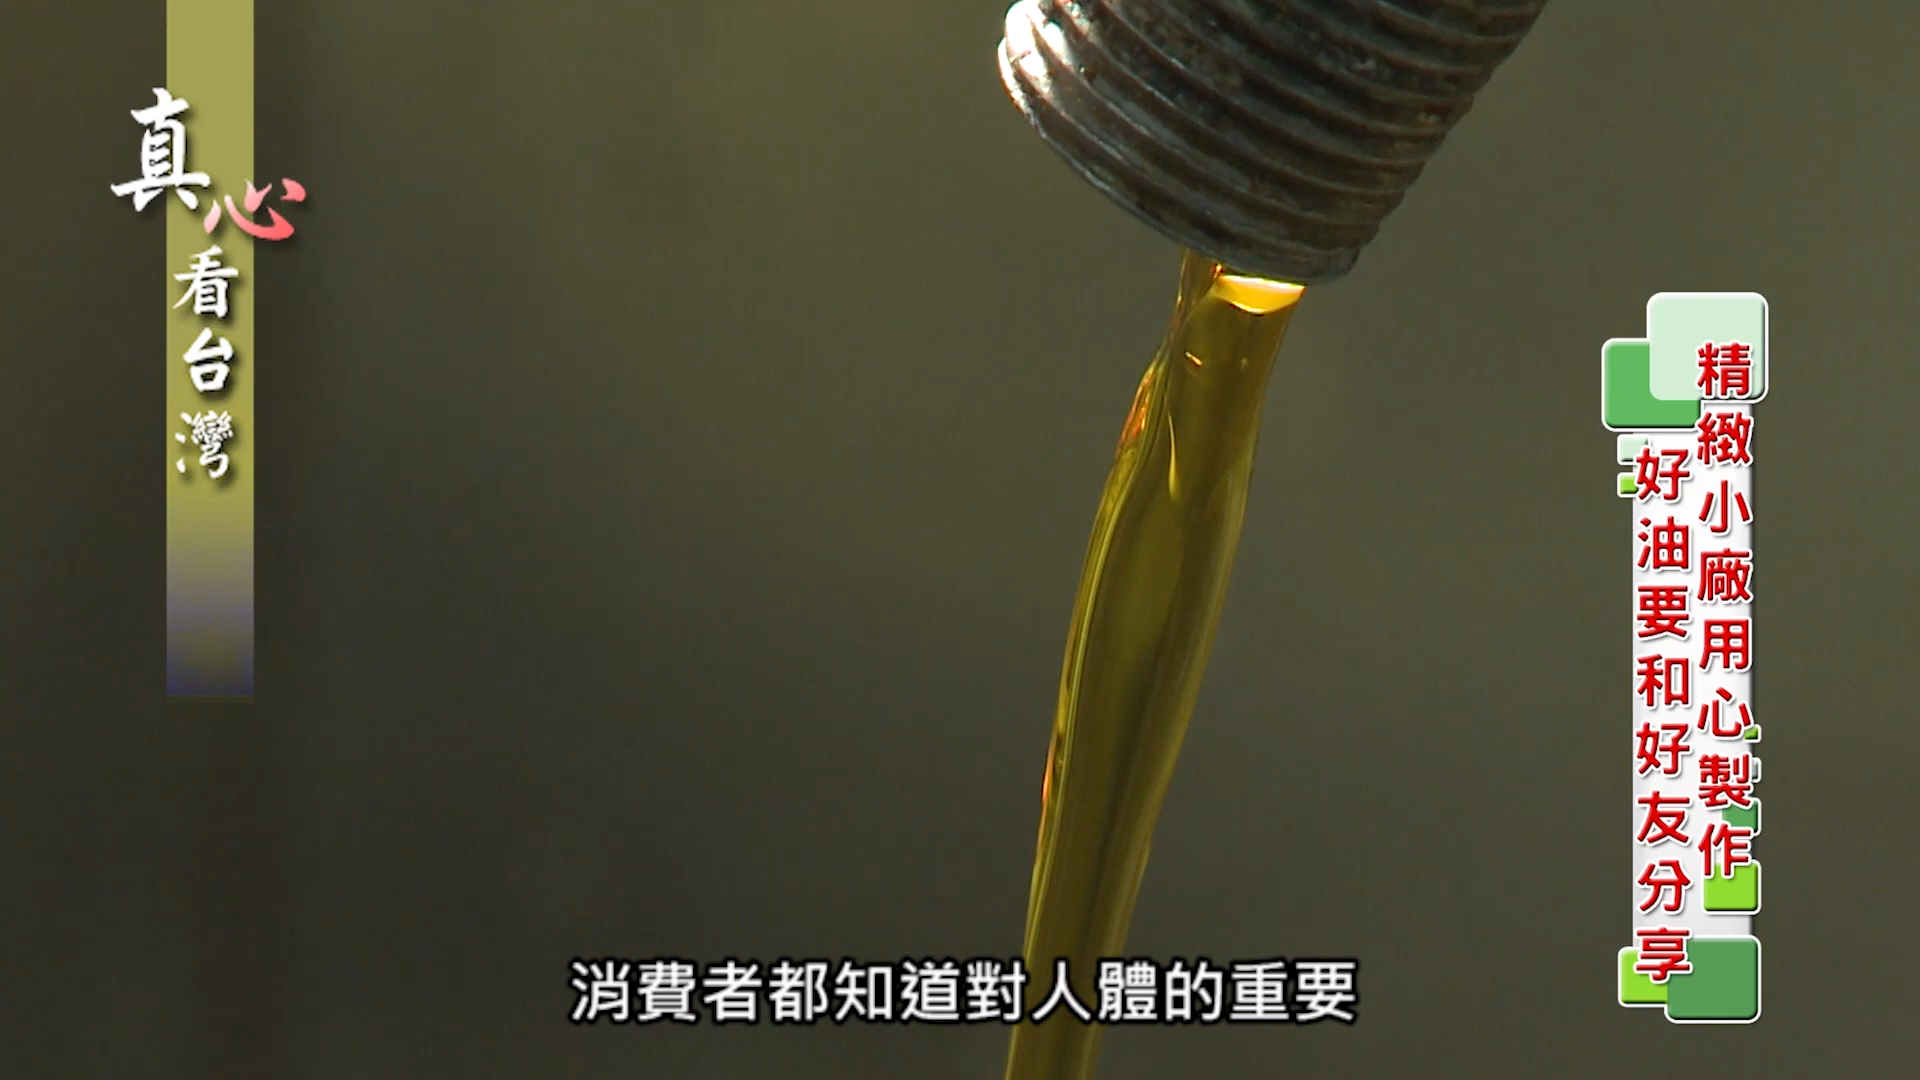 真心看台灣
精緻小廠用心製作
好油要和好友分享
消費者都知道對人體的重要